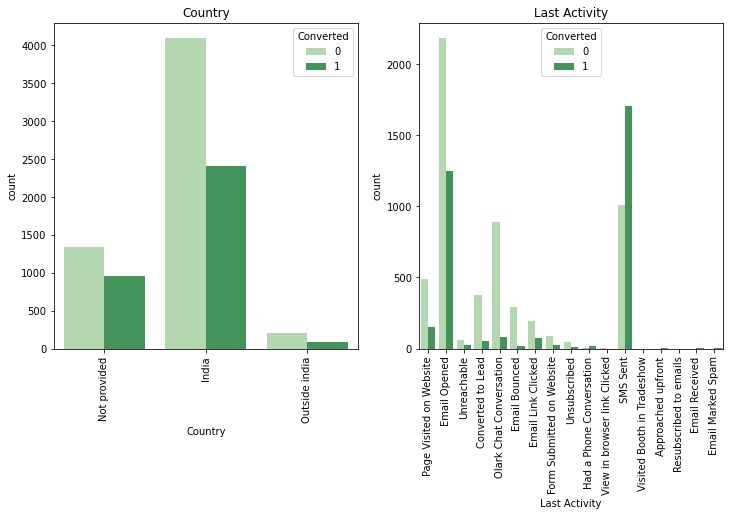 Country
Converted
0
1
4000
3500
3000
2500
2000
1500
1000
500
0
count
Not provided
India
Outside india
Country
Last Activity
Converted
0
1
2000
1500
1000
500
0
count
Page Visited on Website
Email Opened
Unreachable
Converted to Lead
Olark Chat Conversation
Email Bounced
Email Link Clicked
Form Submitted on Website
Unsubscribed
Had a Phone Conversation
View in browser link Clicked
SMS Sent
Visited Booth in Tradeshow
Approached upfront
Resubscribed to emails
Email Received
Email Marked Spam
Last Activity